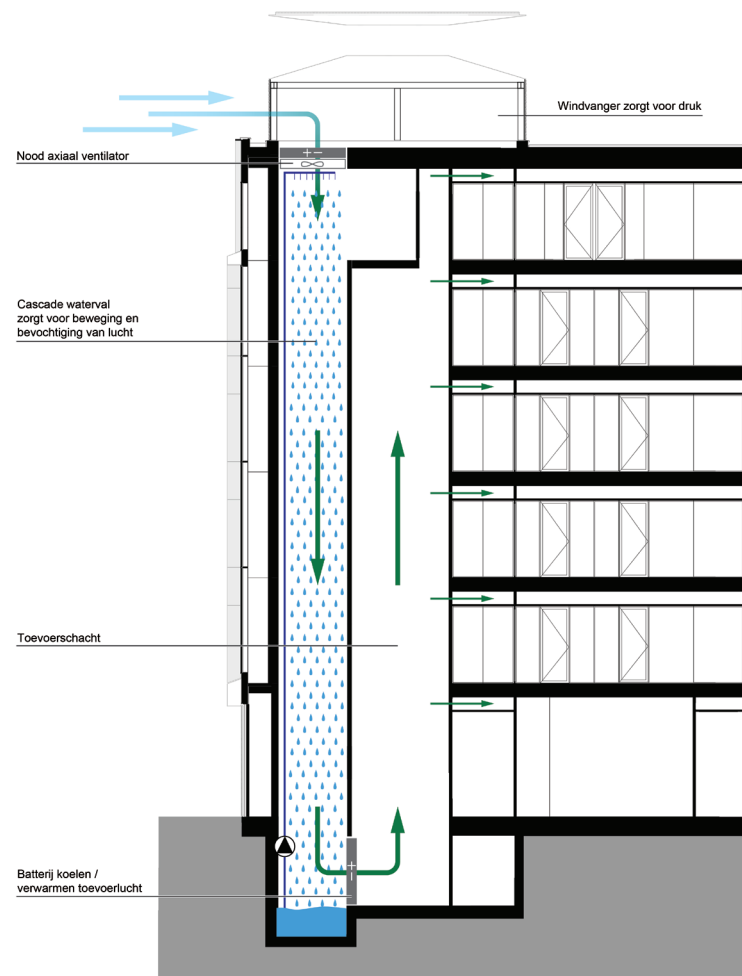 Windvanger zorgt voor druk
Nood axiaal ventilator
Cascade waterval
zorgt voor beweging en
bevochtiging van lucht
Toevoerschacht
Batterij koelen /
verwarmen toevoerlucht